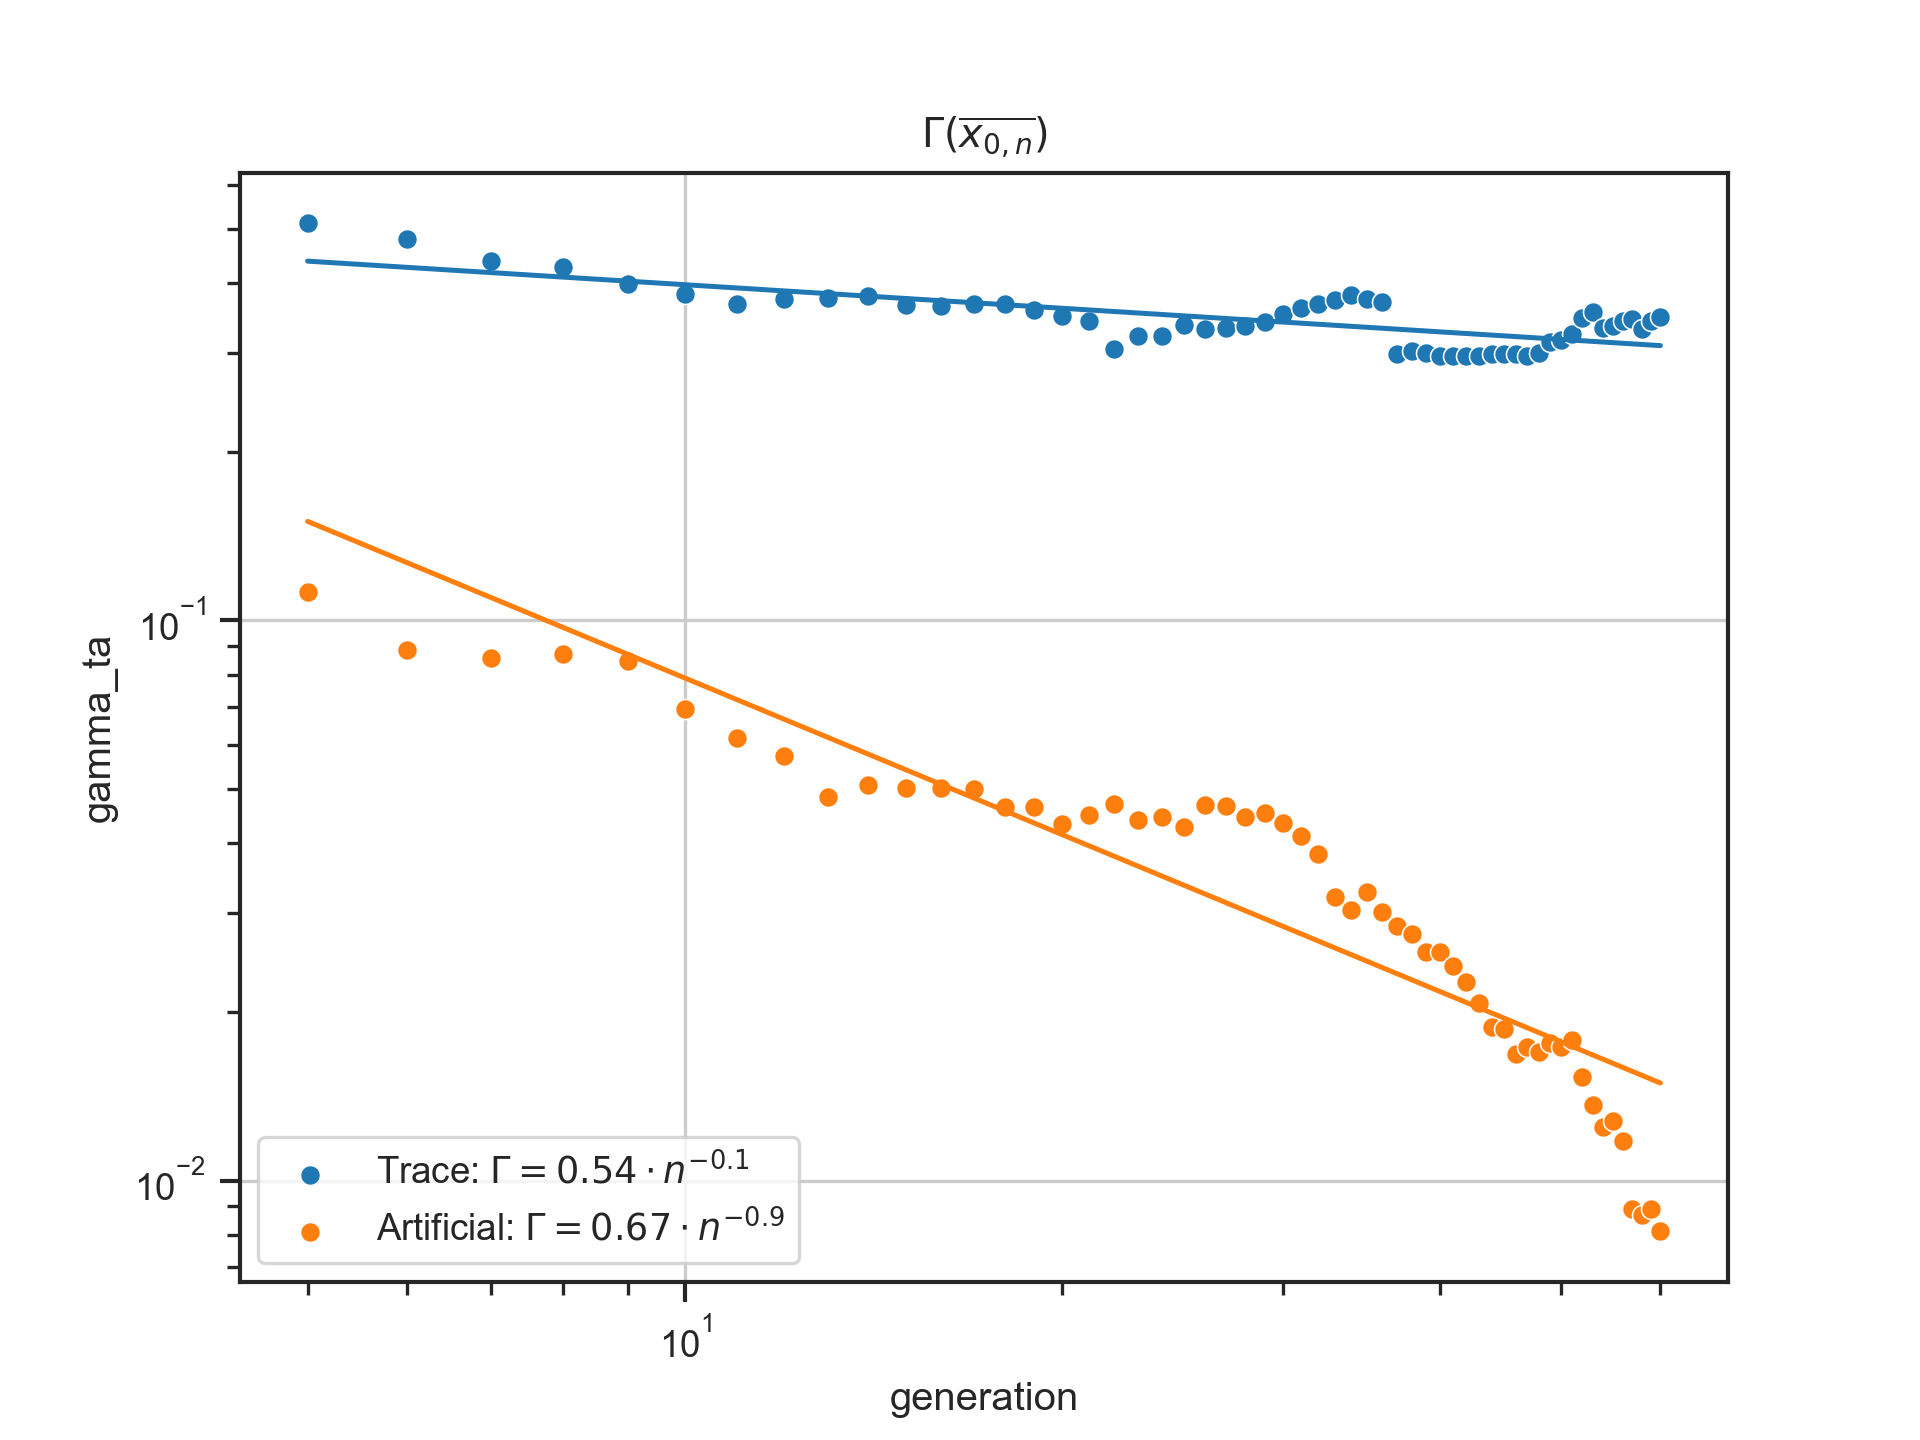 Γ(x̅₀,ₙ)
gamma_ta
10⁻¹
10⁻²
Trace: Γ = 0.54 · n⁻⁰·¹
Artificial: Γ = 0.67 · n⁻⁰·⁹
10¹
generation